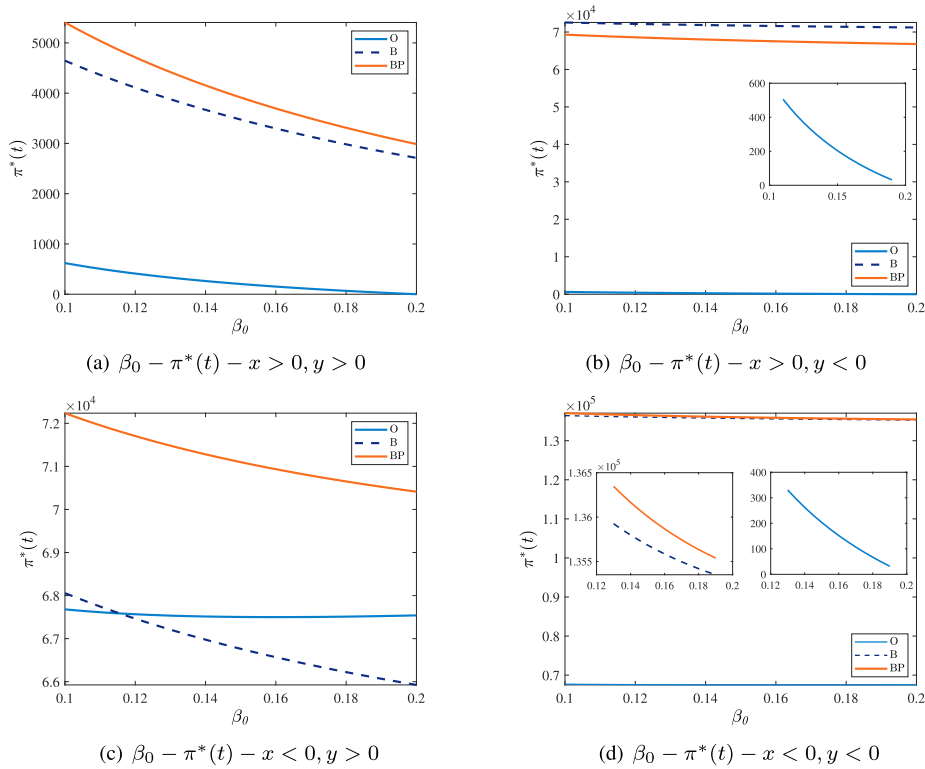 5000
4000
3000
2000
1000
0
π*(t)
0.1 0.12 0.14 0.16 0.18 0.2
β0
O
B
BP
(a) β0 − π*(t) − x > 0, y > 0
×10^4
7
6
5
4
3
2
1
0
π*(t)
0.1 0.12 0.14 0.16 0.18 0.2
β0
600
400
200
0
0.1 0.15 0.2
O
B
BP
(b) β0 − π*(t) − x > 0, y < 0
×10^4
7.2
7.1
7
6.9
6.8
6.7
6.6
π*(t)
0.1 0.12 0.14 0.16 0.18 0.2
β0
O
B
BP
(c) β0 − π*(t) − x < 0, y > 0
×10^5
1.3
1.2
1.1
1
0.9
0.8
0.7
π*(t)
0.1 0.12 0.14 0.16 0.18 0.2
β0
×10^5
1.365
1.36
1.355
0.12 0.14 0.16 0.18 0.2
400
300
200
100
0
0.12 0.14 0.16 0.18 0.2
O
B
BP
(d) β0 − π*(t) − x < 0, y < 0